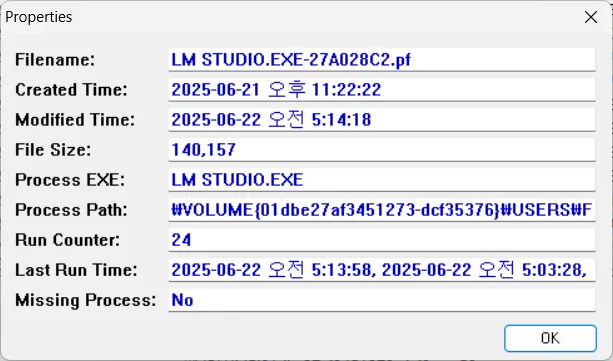 Properties
Filename: LM STUDIO.EXE-27A028C2.pf
Created Time: 2025-06-21 오후 11:22:22
Modified Time: 2025-06-22 오전 5:14:18
File Size: 140,157
Process EXE: LM STUDIO.EXE
Process Path: ₩VOLUME{01dbe27af3451273-dcf35376}₩USERS₩F
Run Counter: 24
Last Run Time: 2025-06-22 오전 5:13:58, 2025-06-22 오전 5:03:28,
Missing Process: No
OK